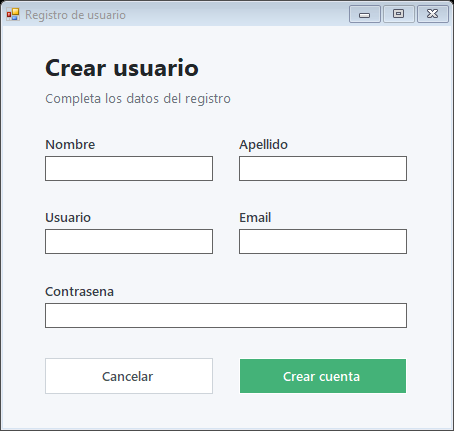 Registro de usuario
Crear usuario
Completa los datos del registro
Nombre Apellido
Usuario Email
Contrasena
Cancelar Crear cuenta